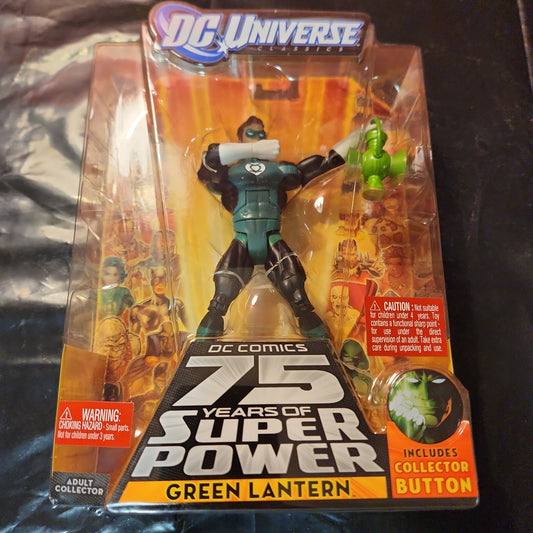 DC UNIVERSE
CLASSICS
CAUTION: Not suitable
for children under 4 years. Toy
contains a functional sharp point -
for use under the direct
supervision of an adult. Take extra
care during unpacking and use.
DC COMICS
75
YEARS OF
SUPER
POWER
GREEN LANTERN
WARNING:
CHOKING HAZARD - Small parts.
Not for children under 3 years.
ADULT
COLLECTOR
INCLUDES
COLLECTOR
BUTTON